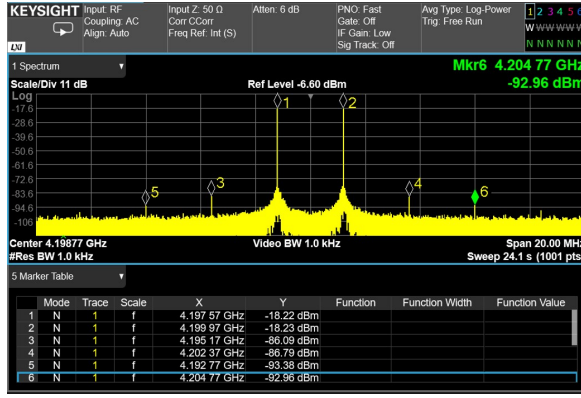 KEYSIGHT Input: RF Input Z: 50 Ω Atten: 6 dB PNO: Fast Avg Type: Log-Power 1 2 3 4 5 6
Coupling: AC Corr CCorr Gate: Off Trig: Free Run
Align: Auto Freq Ref: Int (S) IF Gain: Low W W W W W W
LXI Sig Track: Off N N N N N N
1 Spectrum Mkr6 4.204 77 GHz
Scale/Div 11 dB Ref Level -6.60 dBm -92.96 dBm
Log
-17.6
-28.6
-39.6
-50.6
-61.6
-72.6
-83.6
-94.6
-106
1 2
3 4
5 6
Center 4.19877 GHz Video BW 1.0 kHz Span 20.00 MHz
#Res BW 1.0 kHz Sweep 24.1 s (1001 pts
5 Marker Table
Mode Trace Scale X Y Function Function Width Function Value
1 N 1 f 4.197 57 GHz -18.22 dBm
2 N 1 f 4.199 97 GHz -18.23 dBm
3 N 1 f 4.195 17 GHz -86.09 dBm
4 N 1 f 4.202 37 GHz -86.79 dBm
5 N 1 f 4.192 77 GHz -93.38 dBm
6 N 1 f 4.204 77 GHz -92.96 dBm